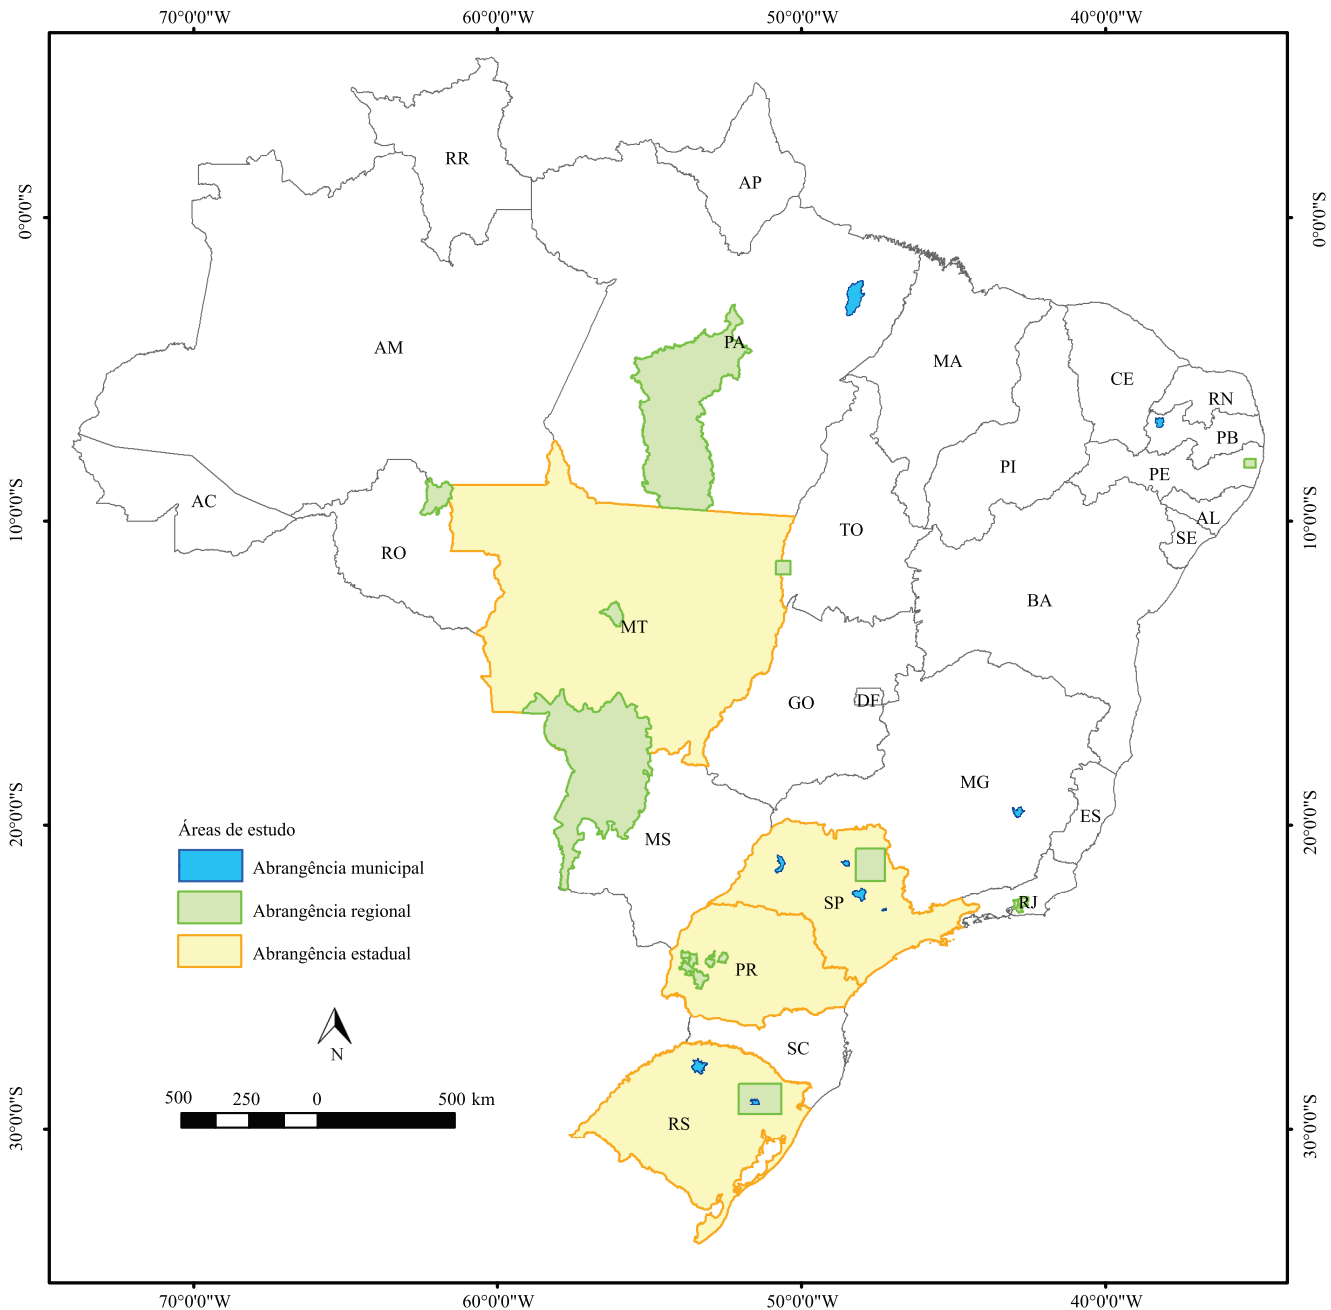 70°0'0"W 60°0'0"W 50°0'0"W 40°0'0"W
0°0'0"S
10°0'0"S
20°0'0"S
30°0'0"S
RR
AP
AM
PA
MA
CE
RN
PB
PI
PE
AC
AL
TO
SE
RO
BA
MT
GO
DF
MG
ES
MS
SP
RJ
PR
SC
RS
Áreas de estudo
Abrangência municipal
Abrangência regional
Abrangência estadual
N
500 250 0 500 km
0°0'0"S
10°0'0"S
20°0'0"S
30°0'0"S
70°0'0"W 60°0'0"W 50°0'0"W 40°0'0"W